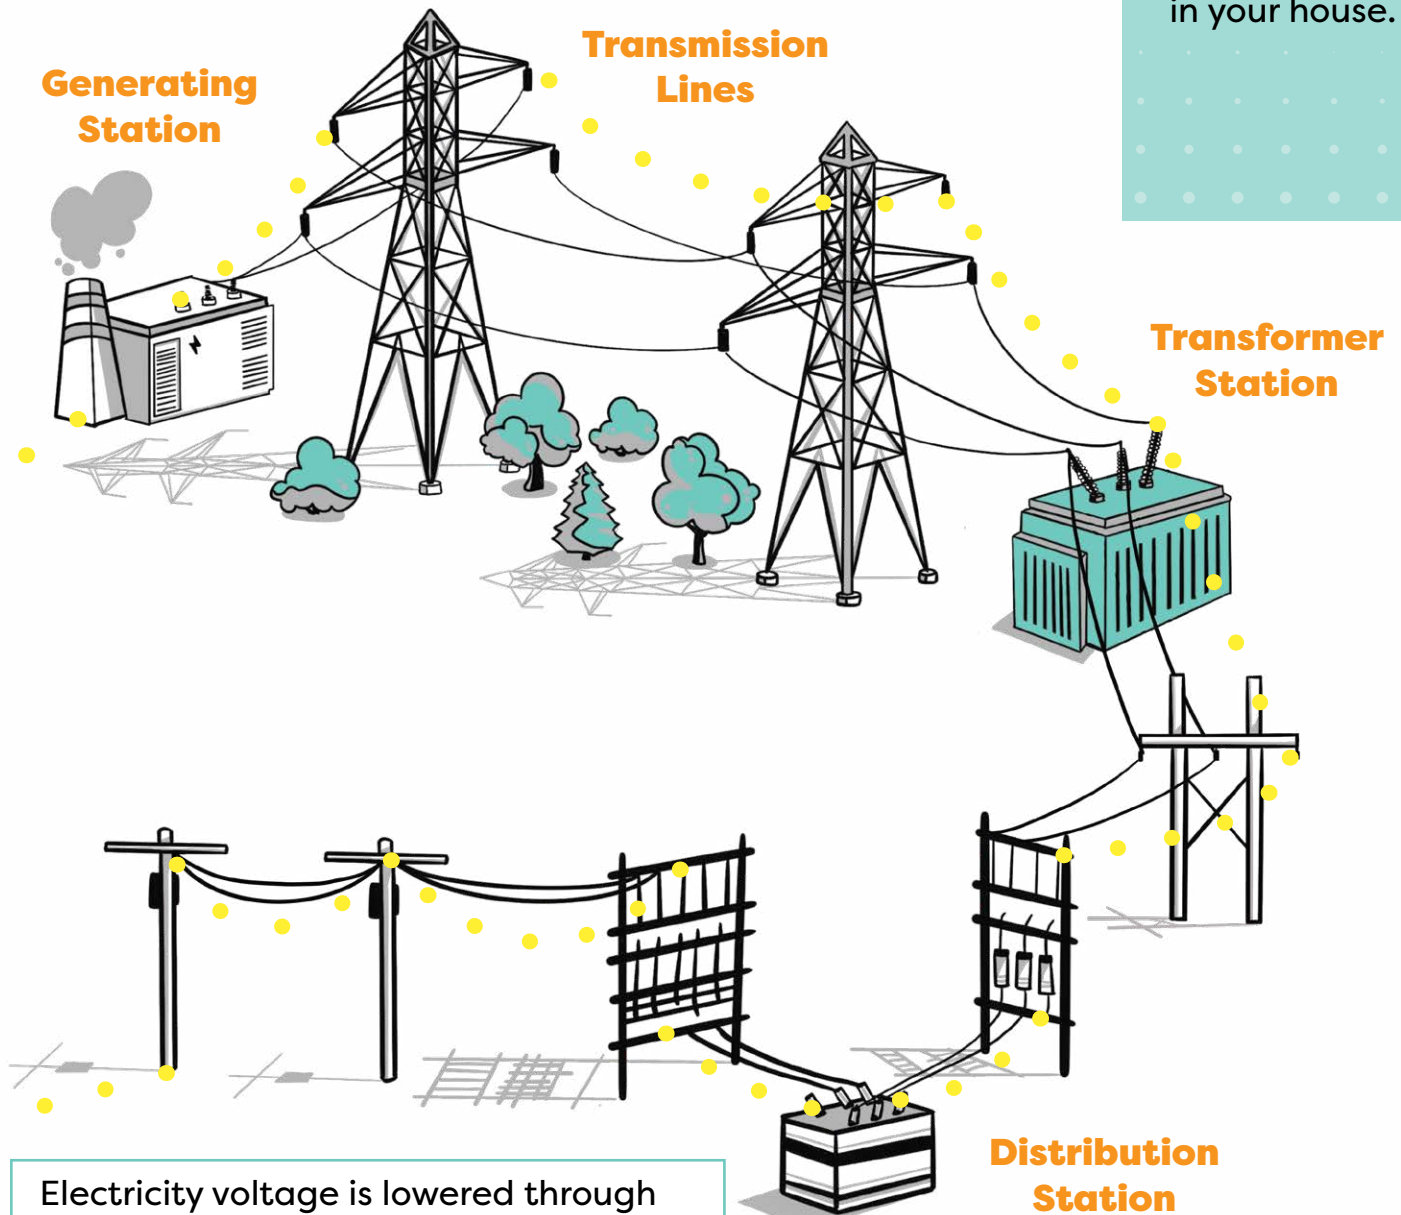 in your house.
Transmission
Lines
Generating
Station
Transformer
Station
Distribution
Station
Electricity voltage is lowered through